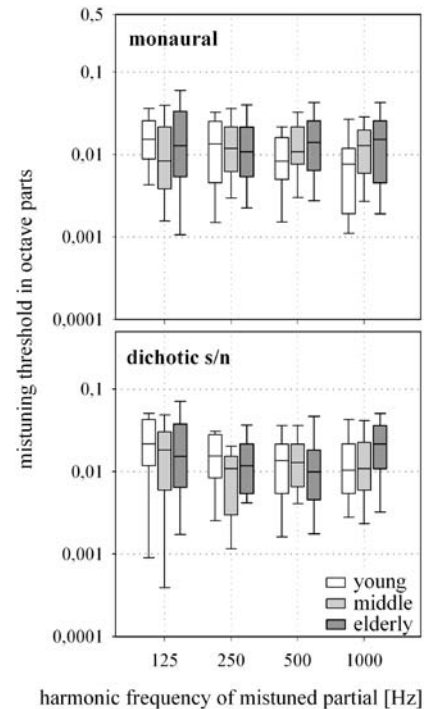 mistuning threshold in octave parts
monaural
0,5
0.1
0.01
0,001
0,0001
dichotic s/n
0.1
0.01
0,001
0,0001
young
middle
elderly
125 250 500 1000
harmonic frequency of mistuned partial [Hz]